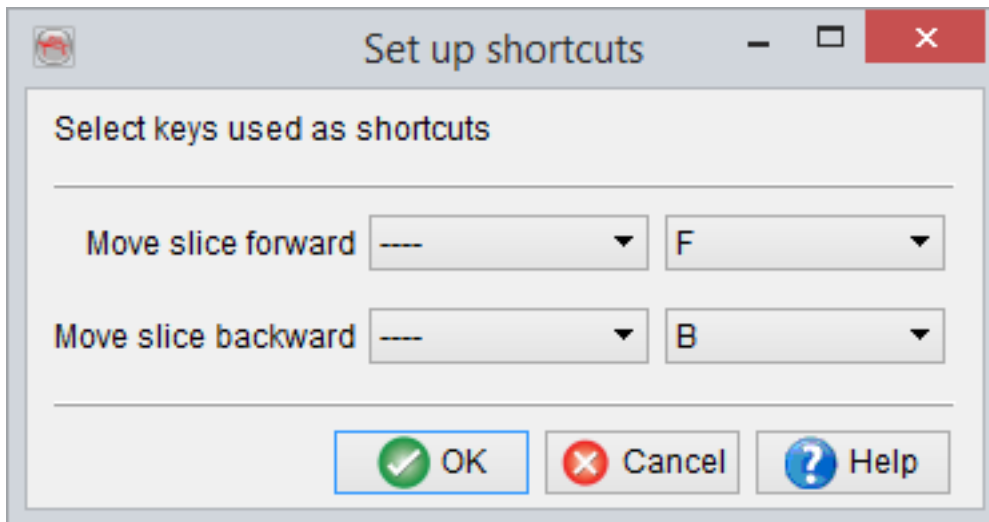 Set up shortcuts
Select keys used as shortcuts
Move slice forward ---- F
Move slice backward ---- B
OK Cancel Help